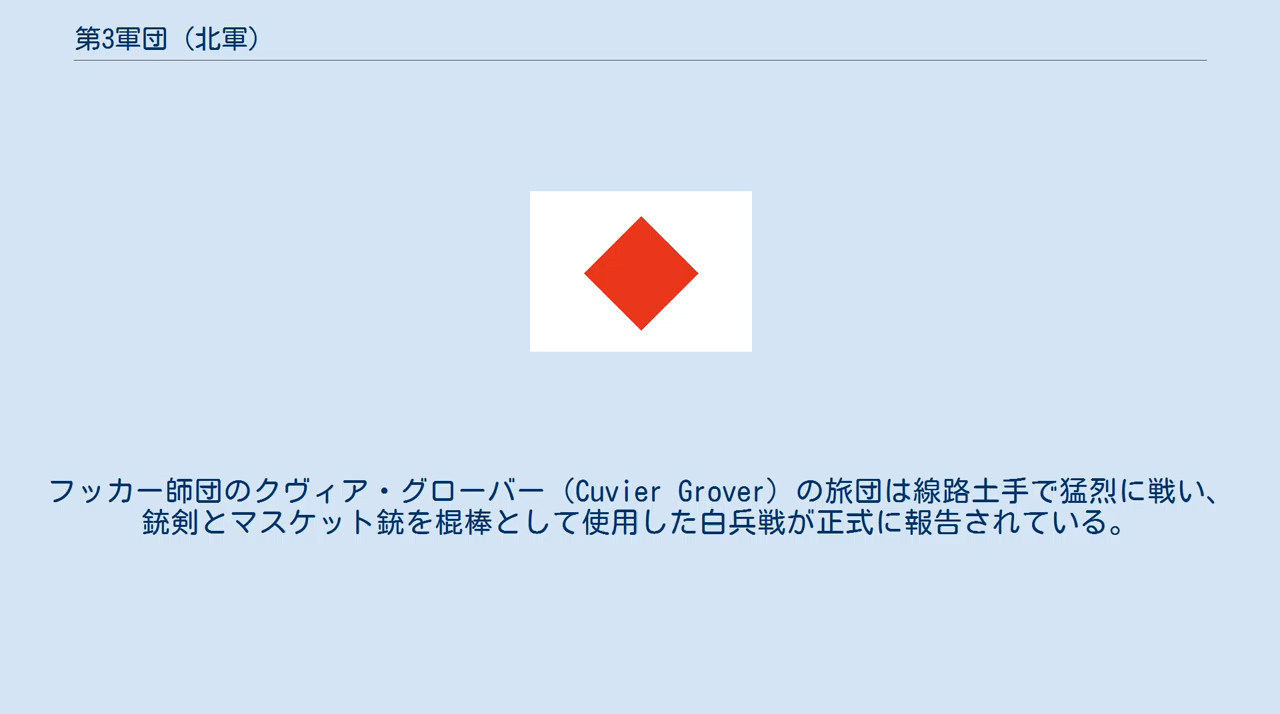 第3軍団（北軍）
フッカー師団のクヴィア・グローバー（Cuvier Grover）の旅団は線路土手で猛烈に戦い、
銃剣とマスケット銃を棍棒として使用した白兵戦が正式に報告されている。